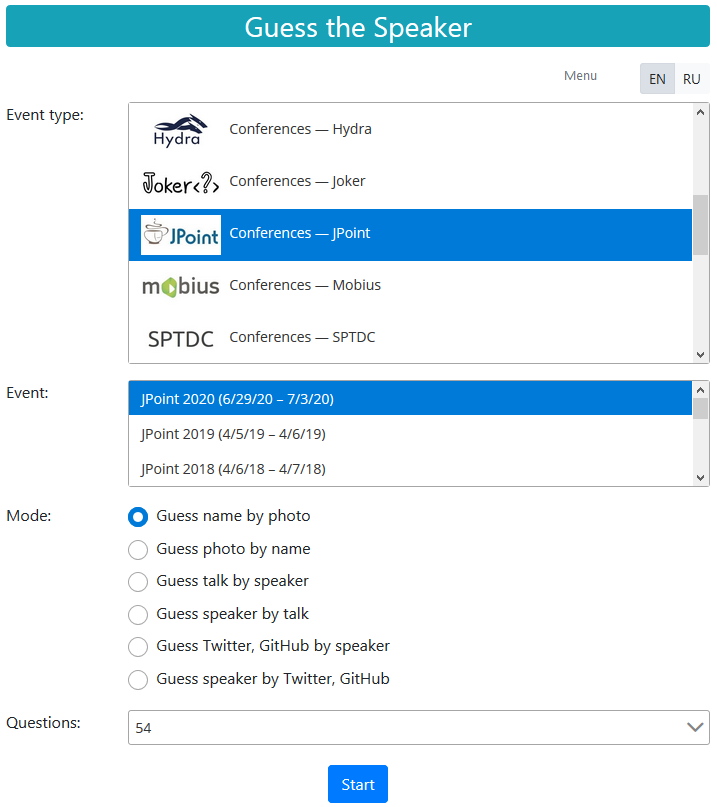 Guess the Speaker
Menu
EN RU
Event type:
Hydra Conferences — Hydra
Joker<?> Conferences — Joker
JPoint Conferences — JPoint
mobius Conferences — Mobius
SPTDC Conferences — SPTDC
Event:
JPoint 2020 (6/29/20 – 7/3/20)
JPoint 2019 (4/5/19 – 4/6/19)
JPoint 2018 (4/6/18 – 4/7/18)
Mode:
Guess name by photo
Guess photo by name
Guess talk by speaker
Guess speaker by talk
Guess Twitter, GitHub by speaker
Guess speaker by Twitter, GitHub
Questions:
54
Start